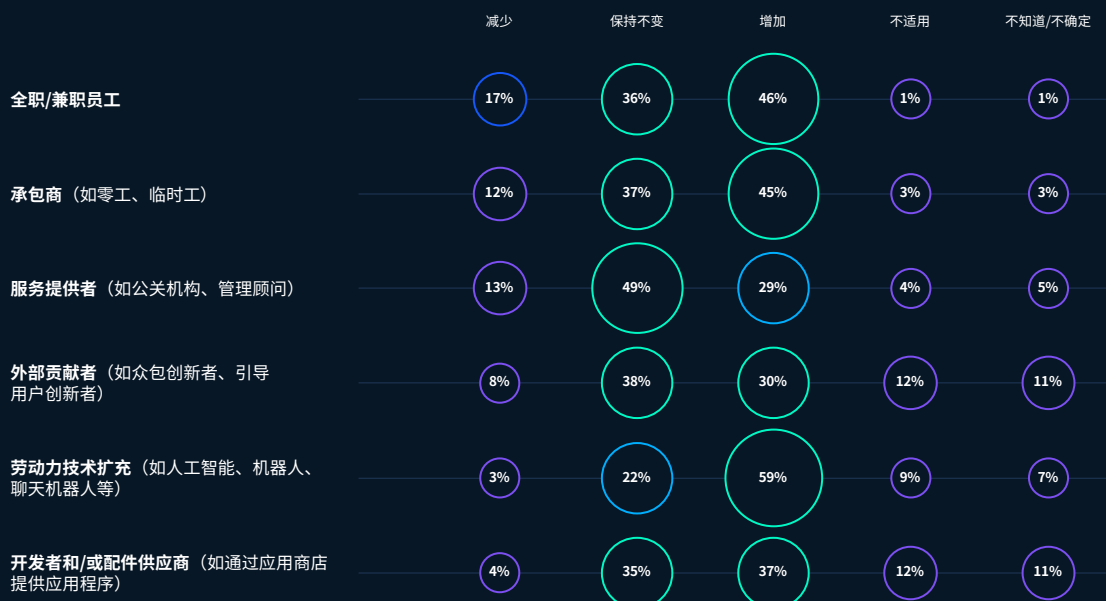 减少 保持不变 增加 不适用 不知道/不确定
全职/兼职员工 17% 36% 46% 1% 1%
承包商（如零工、临时工） 12% 37% 45% 3% 3%
服务提供者（如公关机构、管理顾问） 13% 49% 29% 4% 5%
外部贡献者（如众包创新者、引导
用户创新者） 8% 38% 30% 12% 11%
劳动力技术扩充（如人工智能、机器人、
聊天机器人等） 3% 22% 59% 9% 7%
开发者和/或配件供应商（如通过应用商店
提供应用程序） 4% 35% 37% 12% 11%